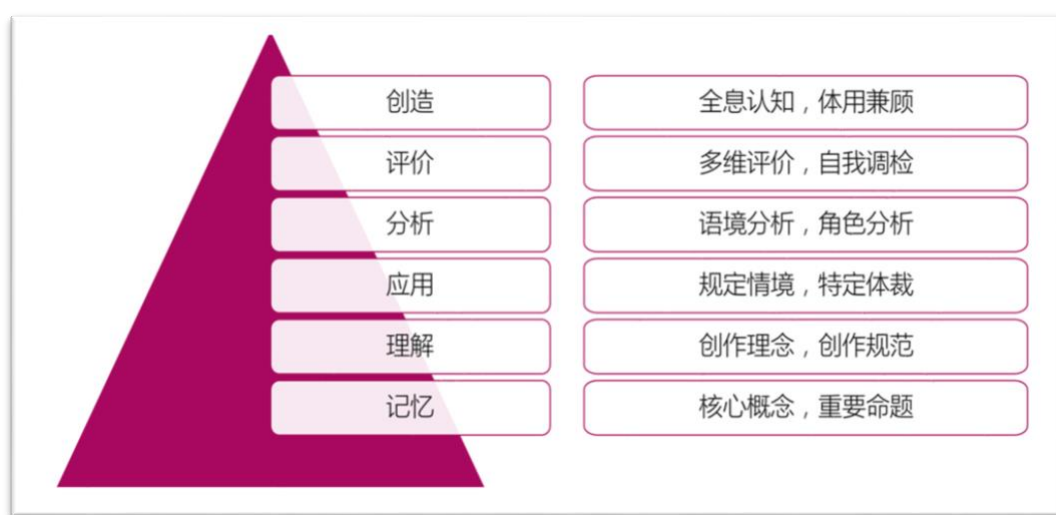 创造
全息认知，体用兼顾
评价
多维评价，自我调检
分析
语境分析，角色分析
应用
规定情境，特定体裁
理解
创作理念，创作规范
记忆
核心概念，重要命题